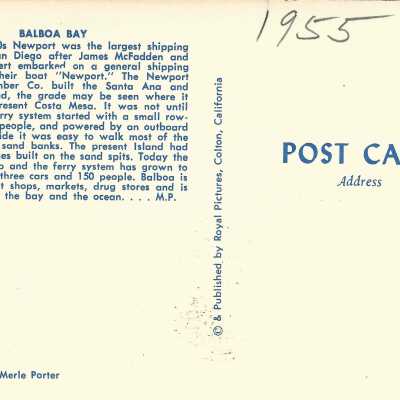 BALBOA BAY
0s Newport was the largest shipping
an Diego after James McFadden and
ert embarked on a general shipping
heir boat "Newport." The Newport
mber Co. built the Santa Ana and
d, the grade may be seen where it
present Costa Mesa. It was not until
rry system started with a small row-
people, and powered by an outboard
ide it was easy to walk most of the
sand banks. The present Island had
es built on the sand spits. Today the
o and the ferry system has grown to
three cars and 150 people. Balboa is
t shops, markets, drug stores and is
the bay and the ocean. . . . M.P.
Merle Porter
© & Published by Royal Pictures, Colton, California
1955
POST CA
Address